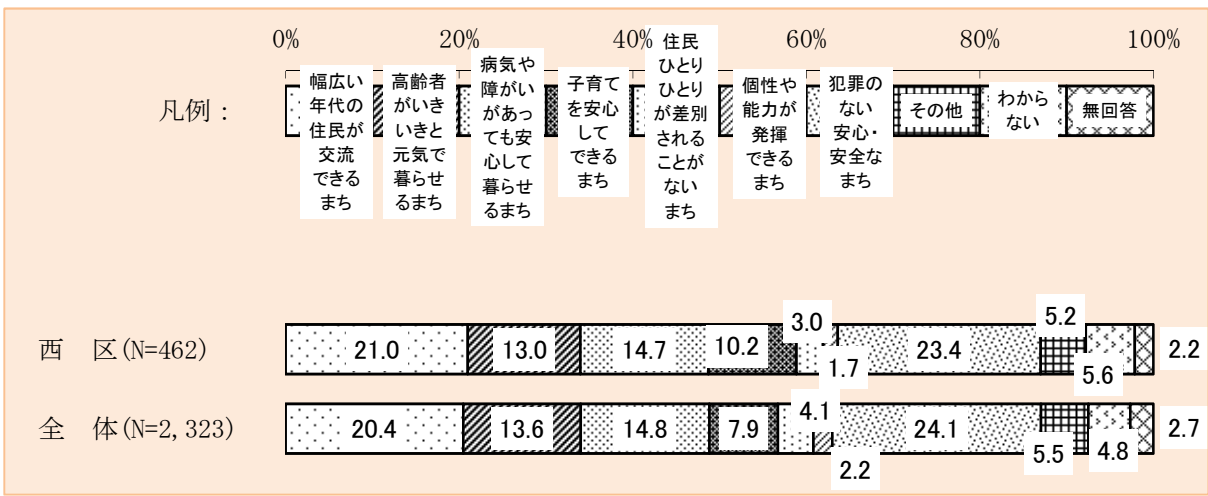 0% 20% 40% 60% 80% 100%
凡例：
幅広い
年代の
住民が
交流
できる
まち
高齢者
がいき
いきと
元気で
暮らせ
るまち
病気や
障がい
があっ
ても安
心して
暮らせ
るまち
子育て
を安心
して
できる
まち
住民
ひとり
ひとり
が差別
される
ことが
ない
まち
個性や
能力が
発揮
できる
まち
犯罪の
ない
安心・
安全な
まち
その他
わから
ない
無回答
西　区(N=462) 21.0 13.0 14.7 10.2 3.0 1.7 23.4 5.2 5.6 2.2
全　体(N=2,323) 20.4 13.6 14.8 7.9 4.1 2.2 24.1 5.5 4.8 2.7